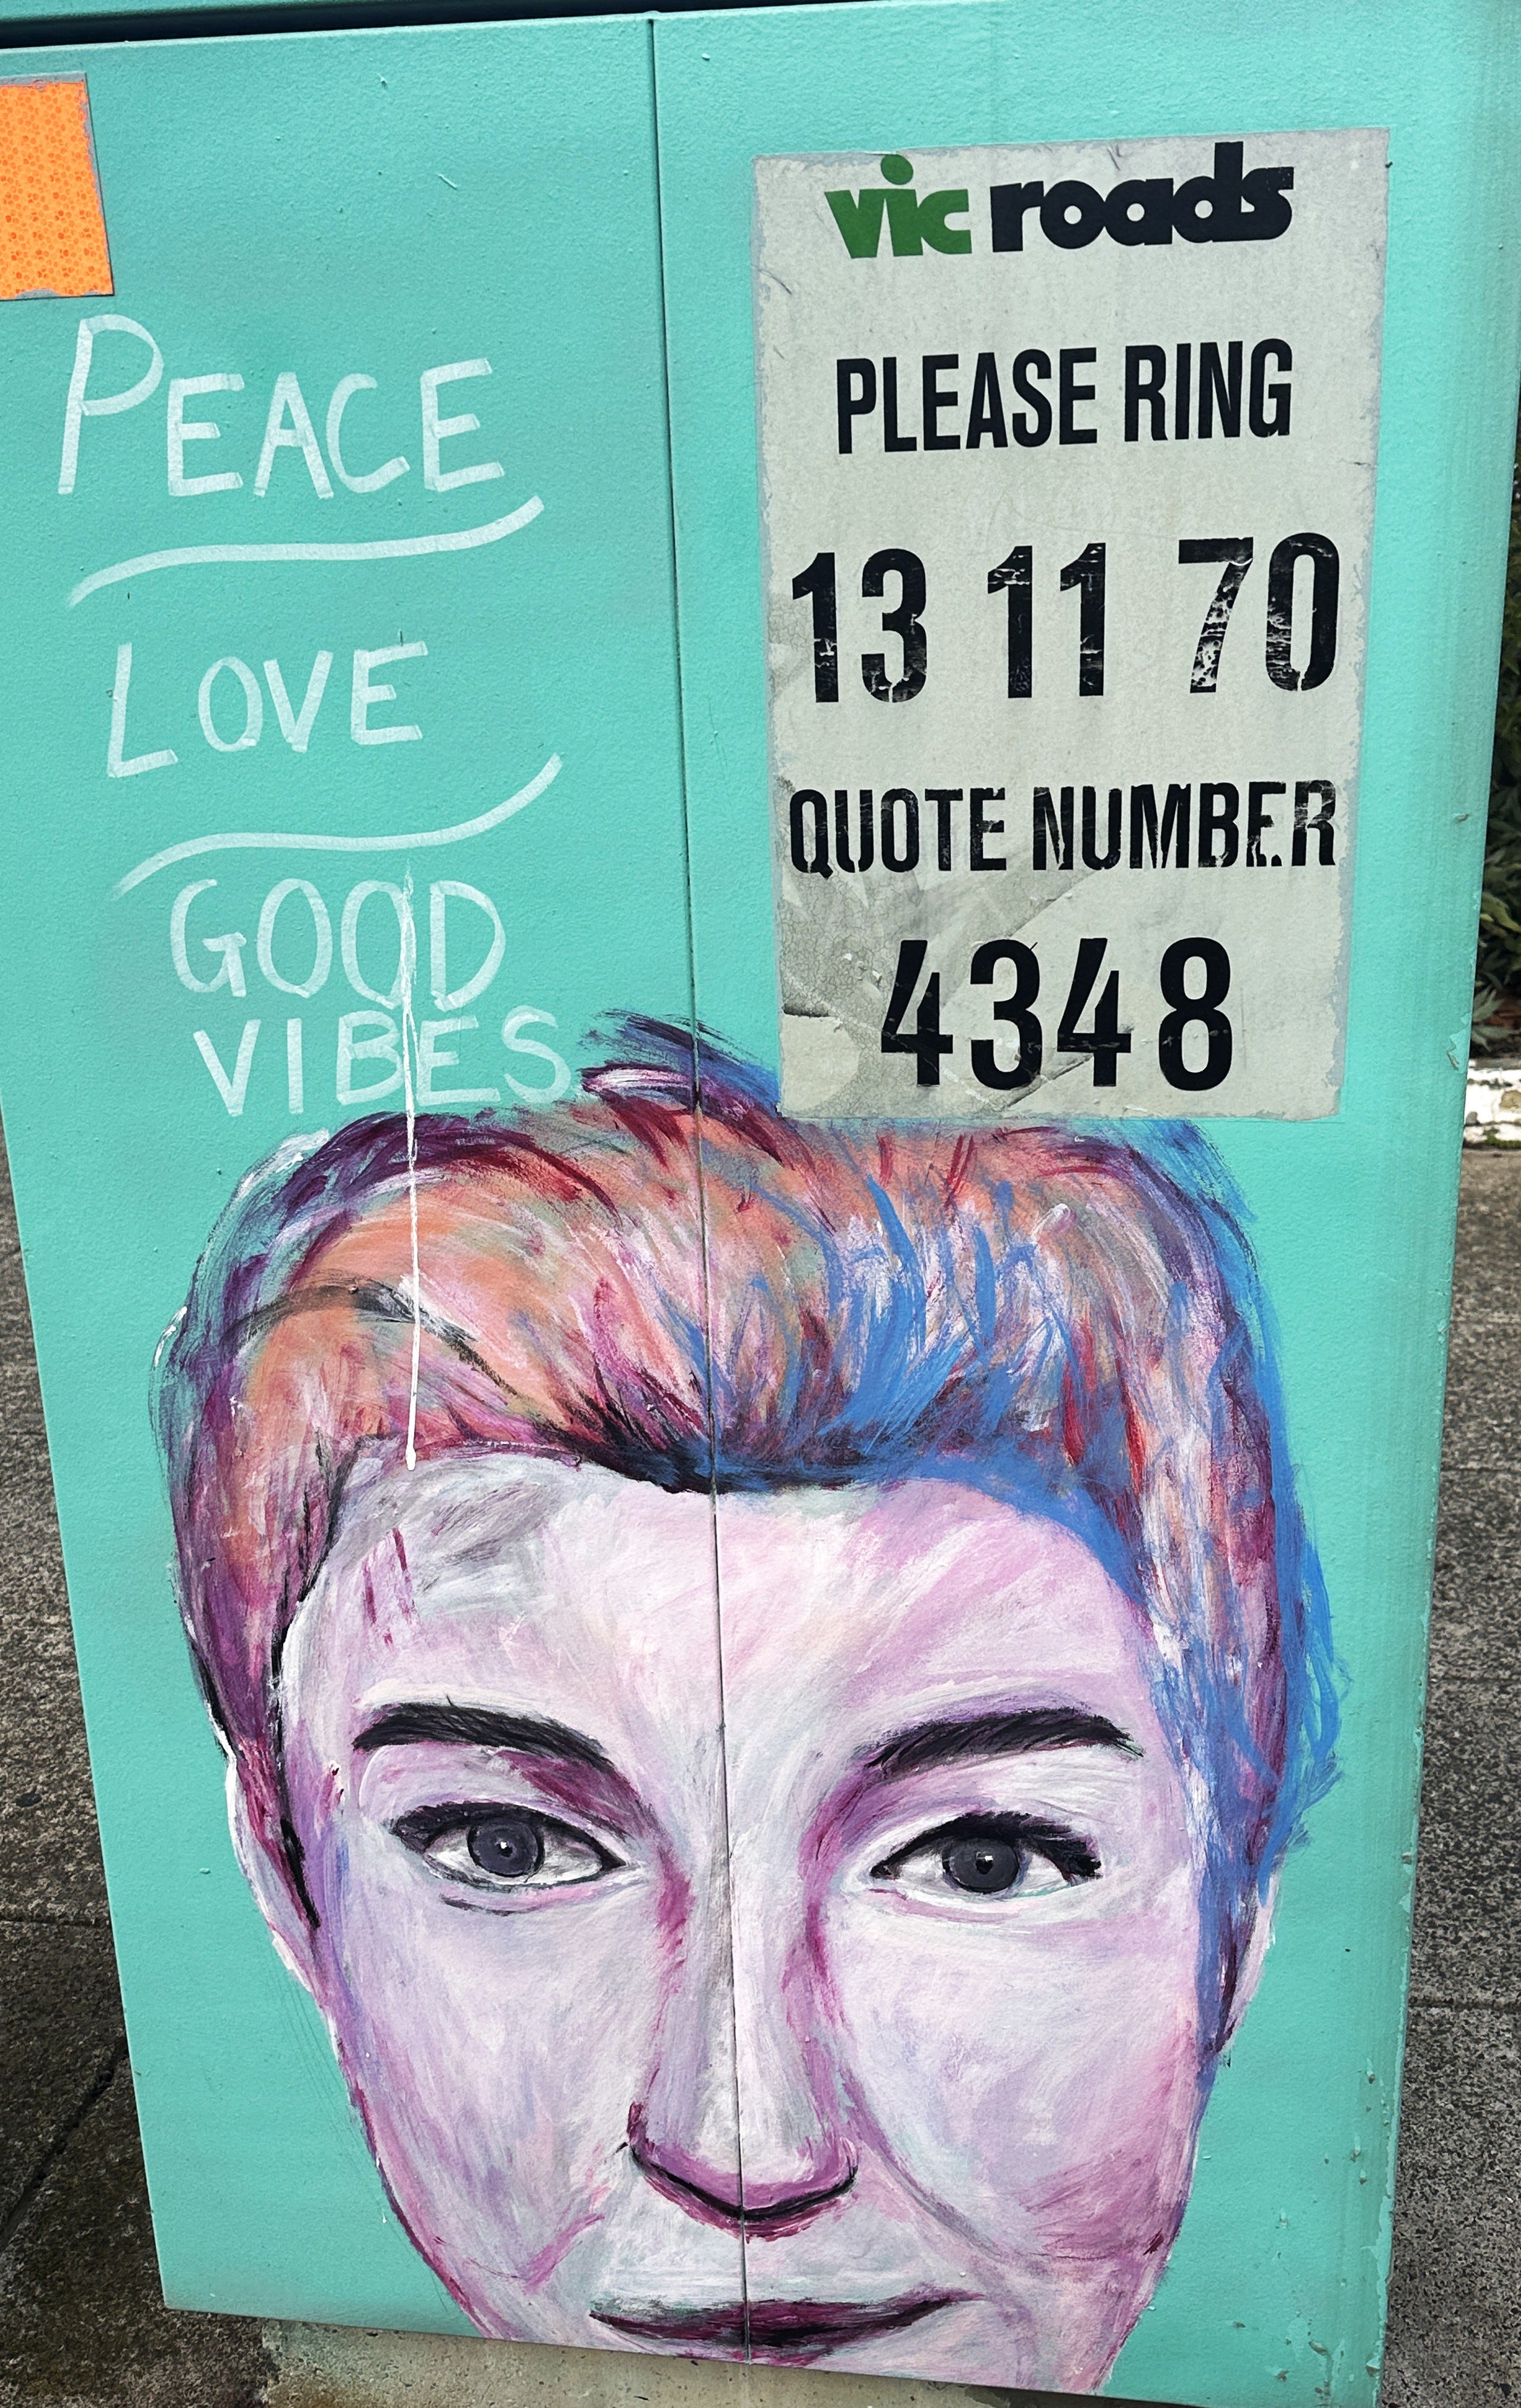 PEACE
LOVE
GOOD
VIBES
vic roads
PLEASE RING
13 11 70
QUOTE NUMBER
4348